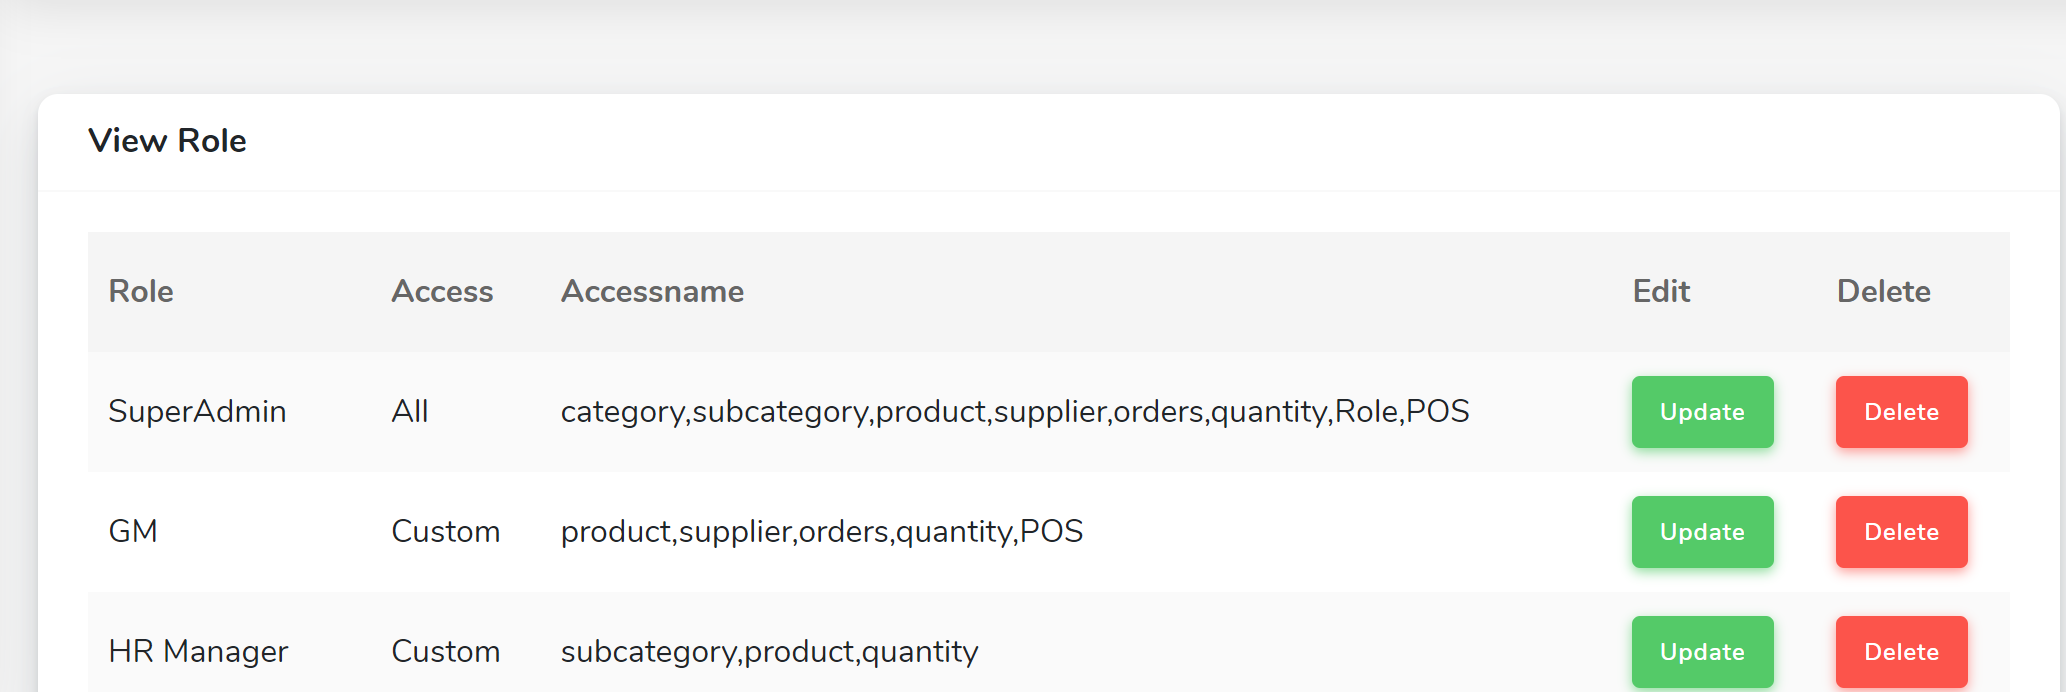 View Role
Role Access Accessname Edit Delete
SuperAdmin All category,subcategory,product,supplier,orders,quantity,Role,POS Update Delete
GM Custom product,supplier,orders,quantity,POS Update Delete
HR Manager Custom subcategory,product,quantity Update Delete